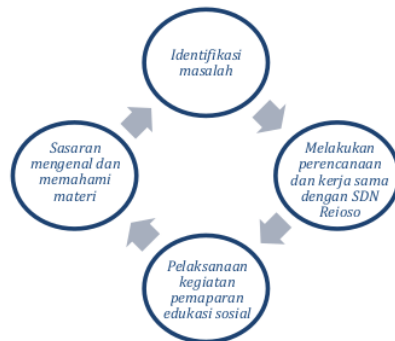 Identifikasi
masalah
Melakukan
perencanaan
dan kerja sama
dengan SDN
Reioso
Pelaksanaan
kegiatan
pemaparan
edukasi sosial
Sasaran
mengenal dan
memahami
materi